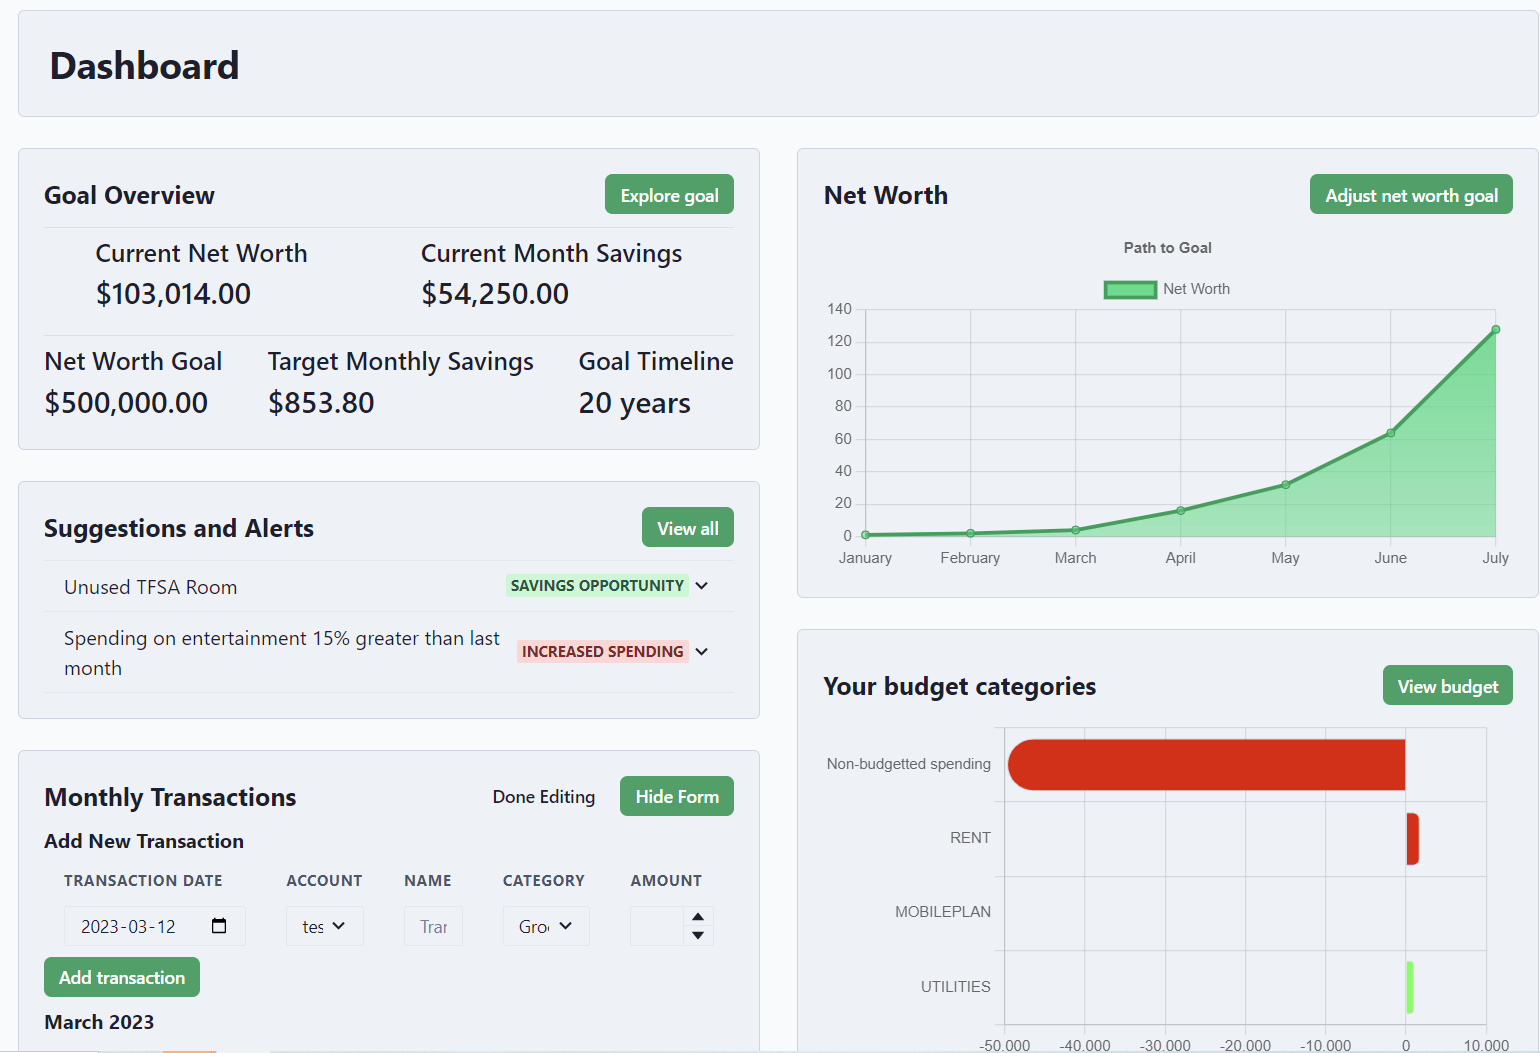 Dashboard
Goal Overview
Explore goal
Current Net Worth
$103,014.00
Current Month Savings
$54,250.00
Net Worth Goal
$500,000.00
Target Monthly Savings
$853.80
Goal Timeline
20 years
Suggestions and Alerts
View all
Unused TFSA Room
SAVINGS OPPORTUNITY
Spending on entertainment 15% greater than last
month
INCREASED SPENDING
Monthly Transactions
Done Editing
Hide Form
Add New Transaction
TRANSACTION DATE ACCOUNT NAME CATEGORY AMOUNT
2023-03-12 tes Trar Gro
Add transaction
March 2023
Net Worth
Adjust net worth goal
Path to Goal
Net Worth
140
120
100
80
60
40
20
0
January February March April May June July
Your budget categories
View budget
Non-budgetted spending
RENT
MOBILEPLAN
UTILITIES
-50.000 -40.000 -30.000 -20.000 -10.000 0 10.000